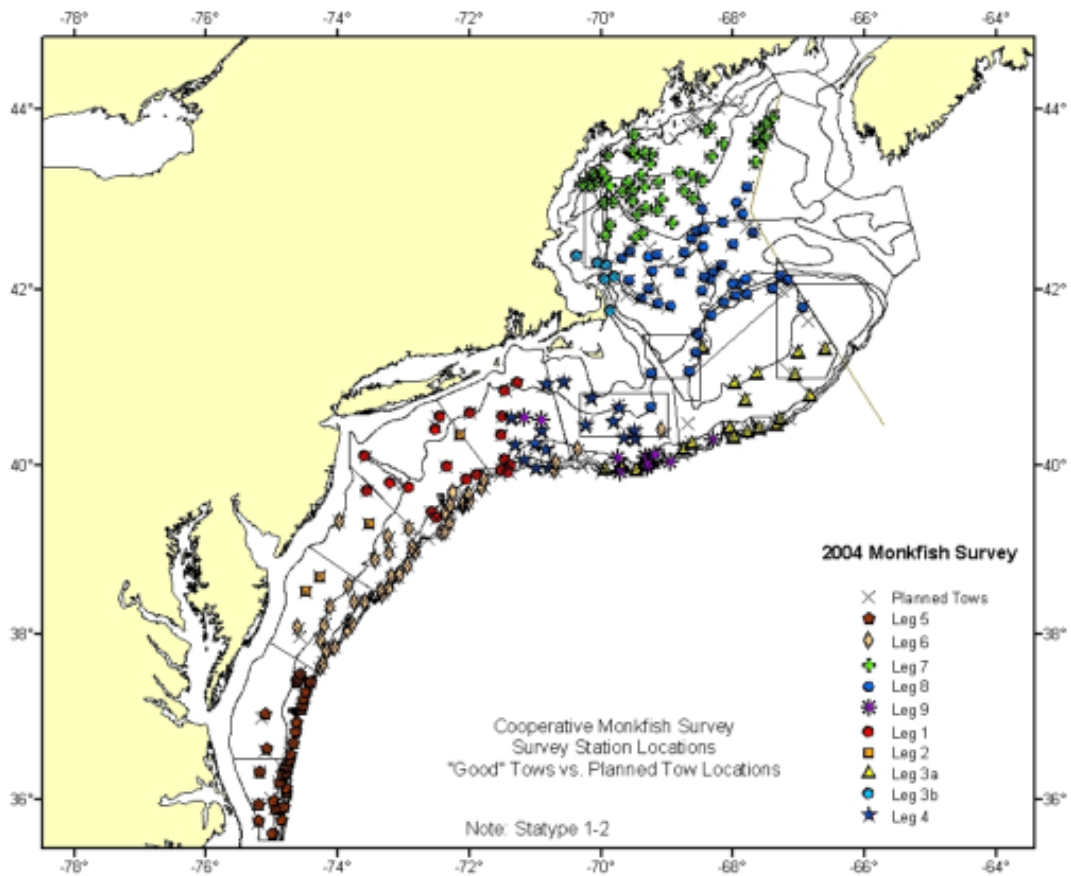 -78° -76° -74° -72° -70° -68° -66° -64°
44° 44°
42° 42°
40° 40°
2004 Monkfish Survey
Planned Tows
Leg 5
38° Leg 6 38°
Leg 7
Leg 8
Leg 9
Cooperative Monkfish Survey Leg 1
Survey Station Locations Leg 2
"Good" Tows vs. Planned Tow Locations Leg 3a
36° Leg 3b 36°
Note: Statype 1-2 Leg 4
-78° -76° -74° -72° -70° -68° -66° -64°